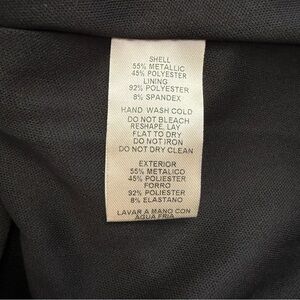 SHELL
55% METALLIC
45% POLYESTER
LINING
92% POLYESTER
8% SPANDEX
HAND WASH COLD
DO NOT BLEACH
RESHAPE, LAY
FLAT TO DRY
DO NOT IRON
DO NOT DRY CLEAN
EXTERIOR
55% METALICO
45% POLIESTER
FORRO
92% POLIESTER
8% ELASTANO
LAVAR A MANO CON
AGUA FRIA